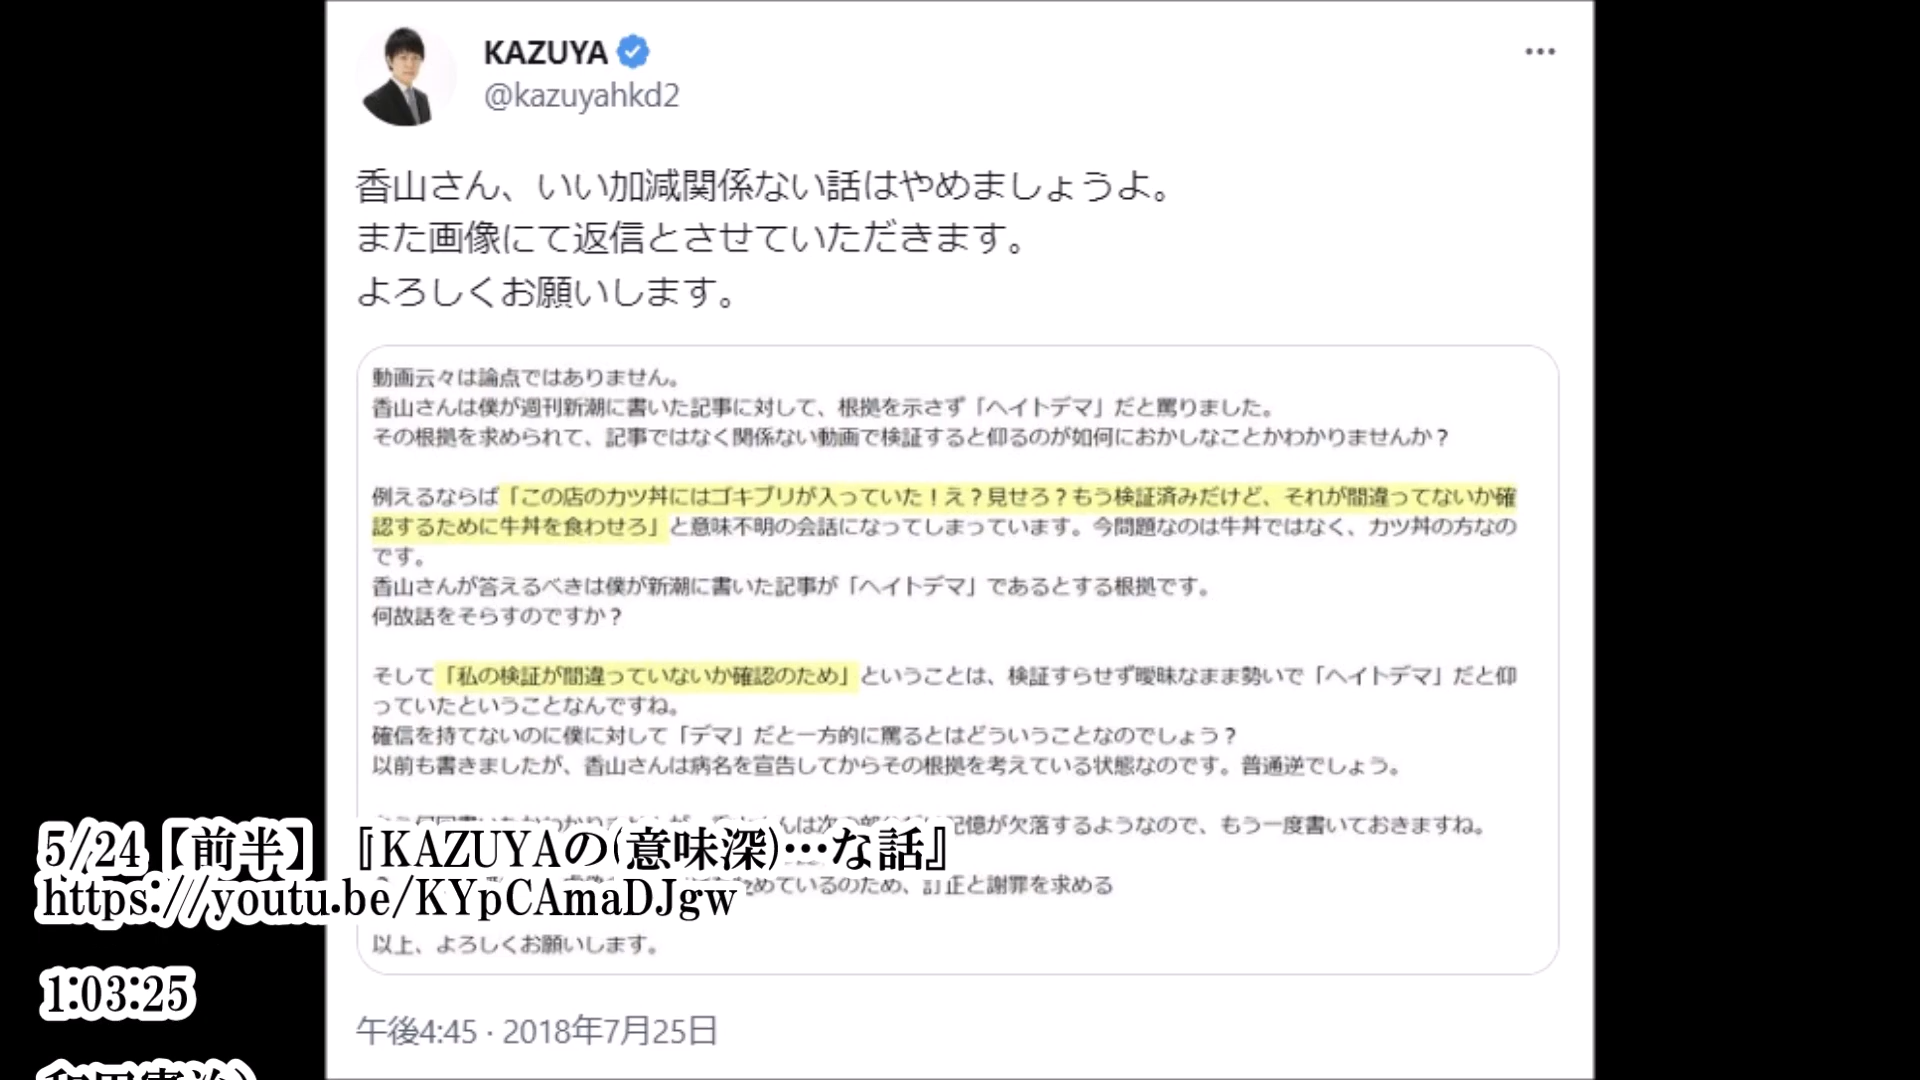 KAZUYA
@kazuyahkd2
香山さん、いい加減関係ない話はやめましょうよ。
また画像にて返信とさせていただきます。
よろしくお願いします。
動画云々は論点ではありません。
香山さんは僕が週刊新潮に書いた記事に対して、根拠を示さず「ヘイトデマ」だと罵りました。
その根拠を求められて、記事ではなく関係ない動画で検証すると仰るのが如何におかしなことかわかりませんか？
例えるならば「この店のカツ丼にはゴキブリが入っていた！え？見せろ？もう検証済みだけど、それが間違ってないか確
認するために牛丼を食わせろ」と意味不明の会話になってしまっています。今問題なのは牛丼ではなく、カツ丼の方なの
です。
香山さんが答えるべきは僕が新潮に書いた記事が「ヘイトデマ」であるとする根拠です。
何故話をそらすのですか？
そして「私の検証が間違っていないか確認のため」ということは、検証すらせず曖昧なまま勢いで「ヘイトデマ」だと仰
っていたということなんですね。
確信を持てないのに僕に対して「デマ」だと一方的に罵るとはどういうことなのでしょう？
以前も書きましたが、香山さんは病名を宣告してからその根拠を考えている状態なのです。普通逆でしょう。
記憶が欠落するようなので、もう一度書いておきますね。
5/24【前半】『KAZUYAの(意味深)…な話』
ているのため、訂正と謝罪を求める
https://youtu.be/KYpCAmaDJgw
以上、よろしくお願いします。
1:03:25
午後4:45 · 2018年7月25日